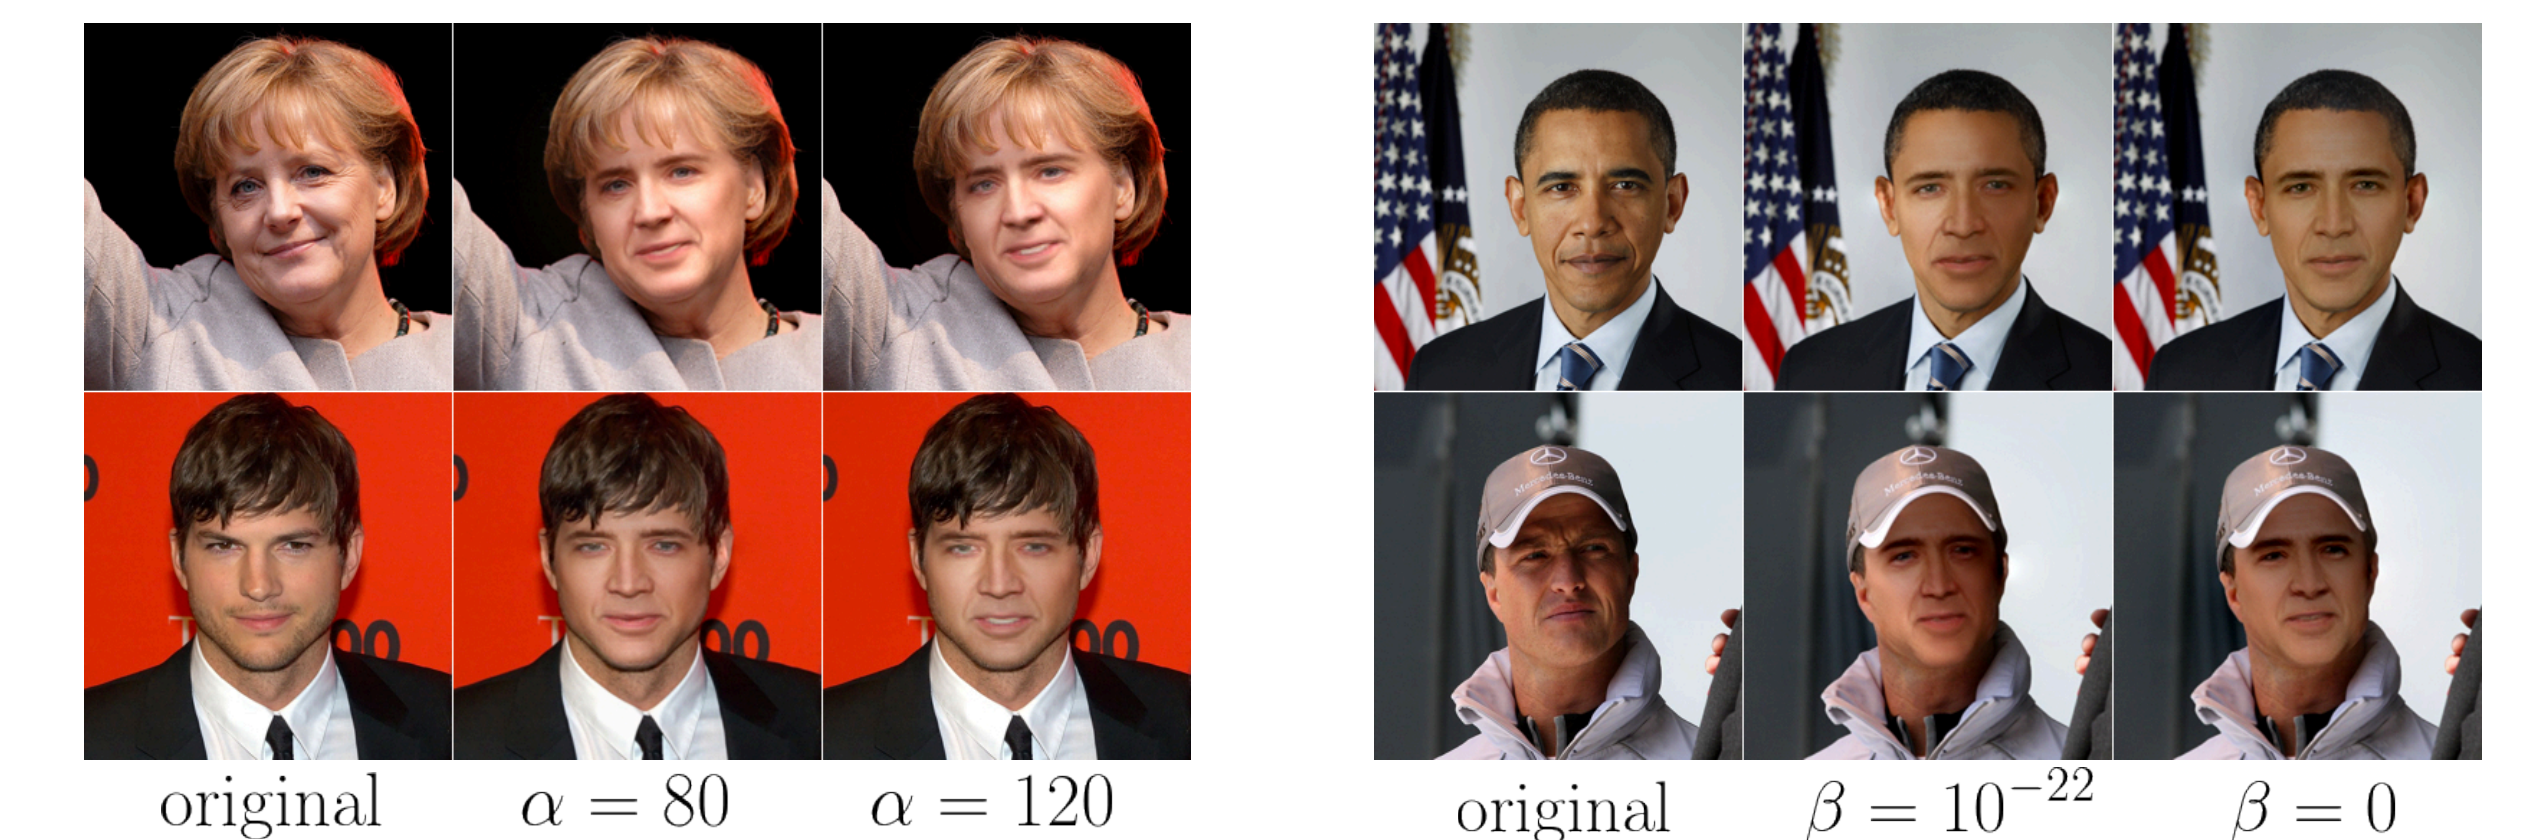 Mercedes-Benz
Mercedes-Benz
Mercedes-Benz
original
α = 80
α = 120
original
β = 10⁻²²
β = 0